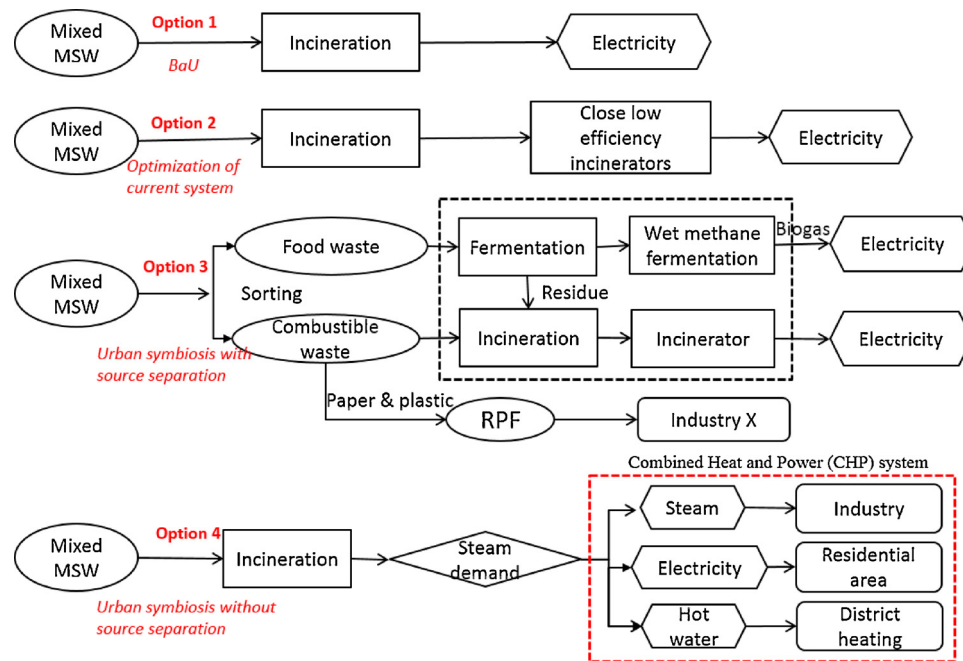 Mixed
MSW
Option 1
BaU
Incineration
Electricity
Mixed
MSW
Option 2
Optimization of
current system
Incineration
Close low
efficiency
incinerators
Electricity
Mixed
MSW
Option 3
Sorting
Urban symbiosis with
source separation
Food waste
Combustible
waste
Fermentation
Wet methane
fermentation
Biogas
Electricity
Residue
Incineration
Incinerator
Electricity
Paper & plastic
RPF
Industry X
Combined Heat and Power (CHP) system
Mixed
MSW
Option 4
Urban symbiosis without
source separation
Incineration
Steam
demand
Steam
Industry
Electricity
Residential
area
Hot
water
District
heating